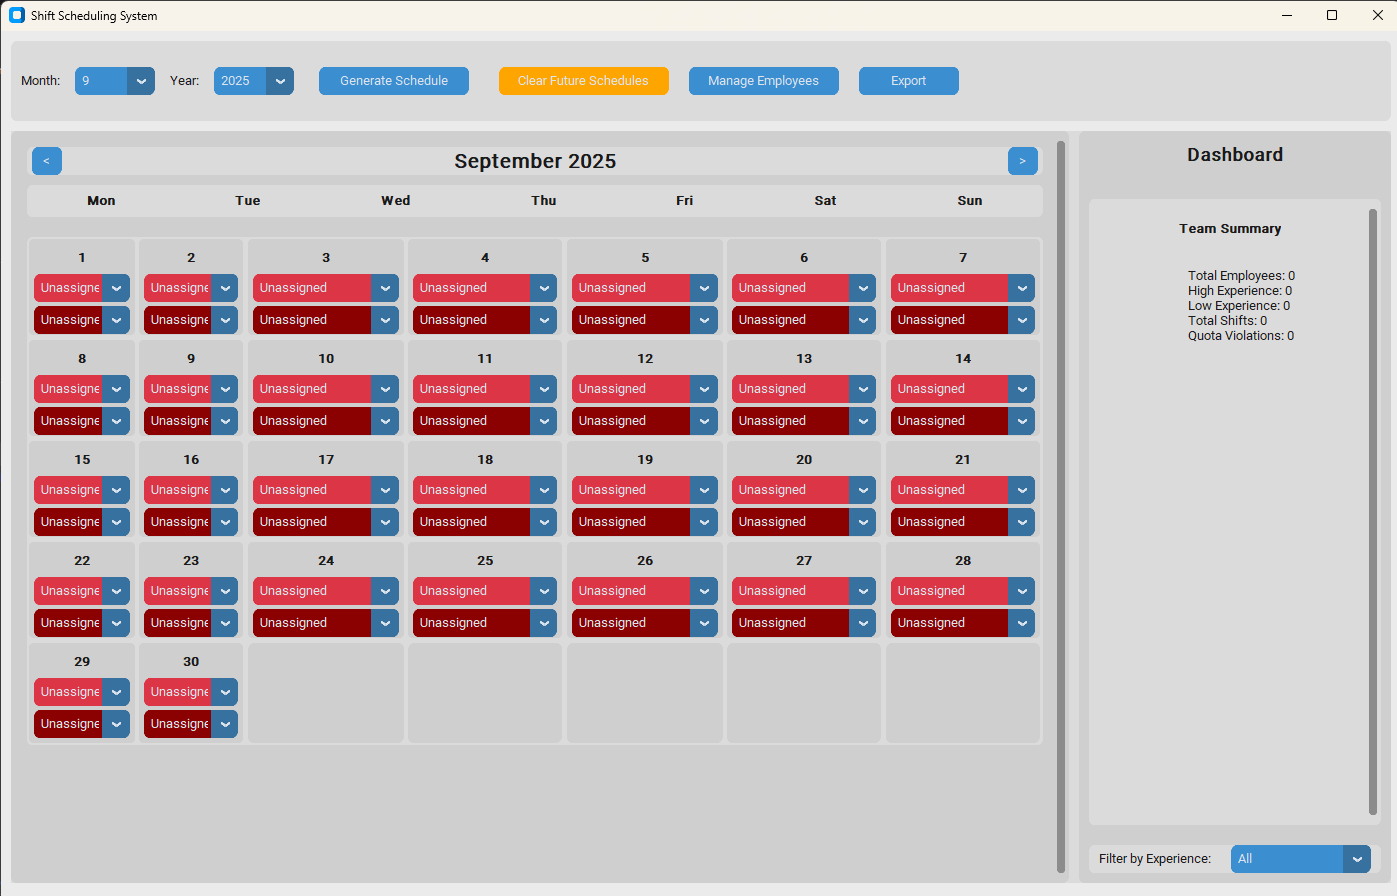 Shift Scheduling System
Month: 9 Year: 2025 Generate Schedule Clear Future Schedules Manage Employees Export
< September 2025 >
Mon Tue Wed Thu Fri Sat Sun
1 2 3 4 5 6 7
Unassigne Unassigne Unassigned Unassigned Unassigned Unassigned Unassigned
Unassigne Unassigne Unassigned Unassigned Unassigned Unassigned Unassigned
8 9 10 11 12 13 14
Unassigne Unassigne Unassigned Unassigned Unassigned Unassigned Unassigned
Unassigne Unassigne Unassigned Unassigned Unassigned Unassigned Unassigned
15 16 17 18 19 20 21
Unassigne Unassigne Unassigned Unassigned Unassigned Unassigned Unassigned
Unassigne Unassigne Unassigned Unassigned Unassigned Unassigned Unassigned
22 23 24 25 26 27 28
Unassigne Unassigne Unassigned Unassigned Unassigned Unassigned Unassigned
Unassigne Unassigne Unassigned Unassigned Unassigned Unassigned Unassigned
29 30
Unassigne Unassigne
Unassigne Unassigne
Dashboard
Team Summary
Total Employees: 0
High Experience: 0
Low Experience: 0
Total Shifts: 0
Quota Violations: 0
Filter by Experience: All